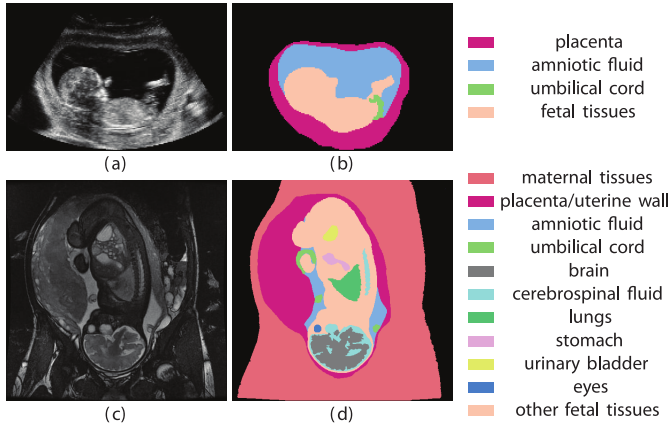 placenta
amniotic fluid
umbilical cord
fetal tissues
(a)
(b)
maternal tissues
placenta/uterine wall
amniotic fluid
umbilical cord
brain
cerebrospinal fluid
lungs
stomach
urinary bladder
eyes
other fetal tissues
(c)
(d)